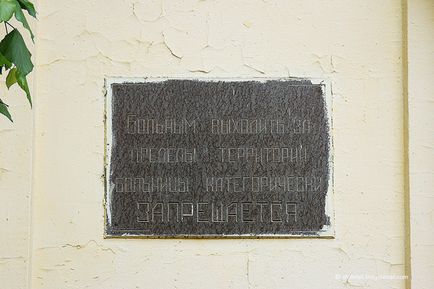 Больным выходить за
пределы территории
больницы категорически
ЗАПРЕЩАЕТСЯ